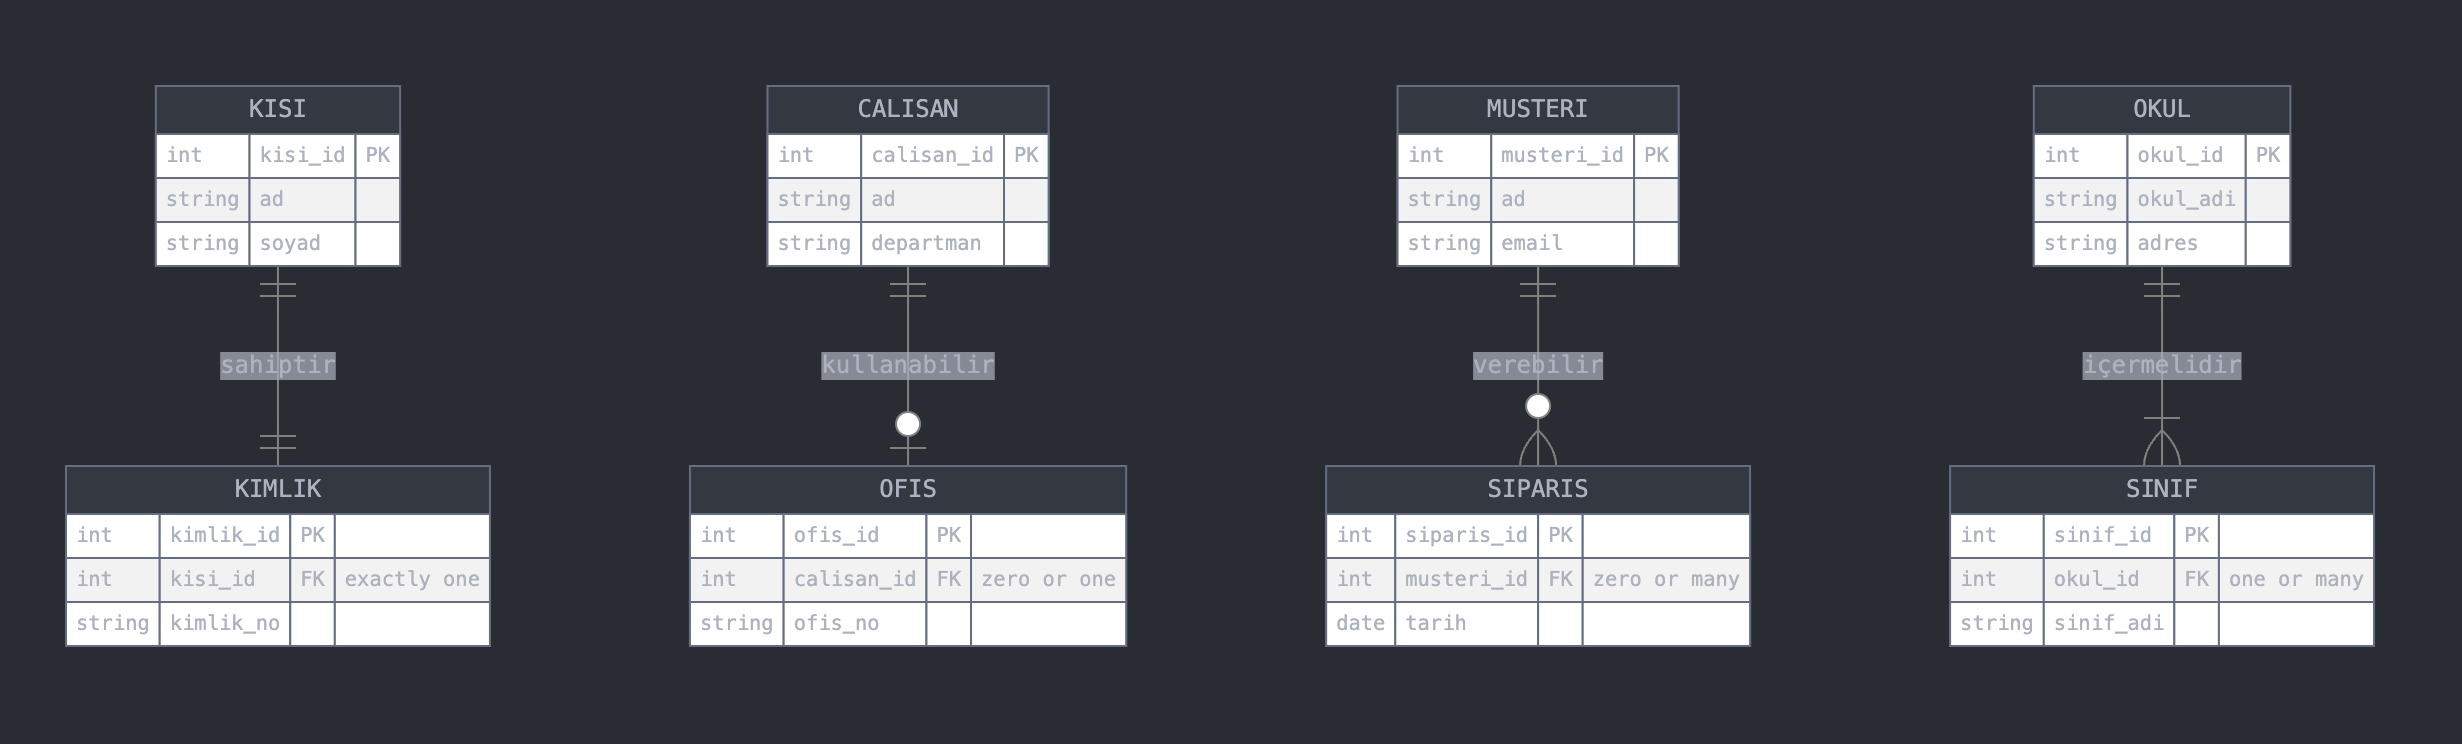 KISI
int kisi_id PK
string ad
string soyad
sahiptir
KIMLIK
int kimlik_id PK
int kisi_id FK exactly one
string kimlik_no
CALISAN
int calisan_id PK
string ad
string departman
kullanabilir
OFIS
int ofis_id PK
int calisan_id FK zero or one
string ofis_no
MUSTERI
int musteri_id PK
string ad
string email
verebilir
SIPARIS
int siparis_id PK
int musteri_id FK zero or many
date tarih
OKUL
int okul_id PK
string okul_adi
string adres
içermelidir
SINIF
int sinif_id PK
int okul_id FK one or many
string sinif_adi